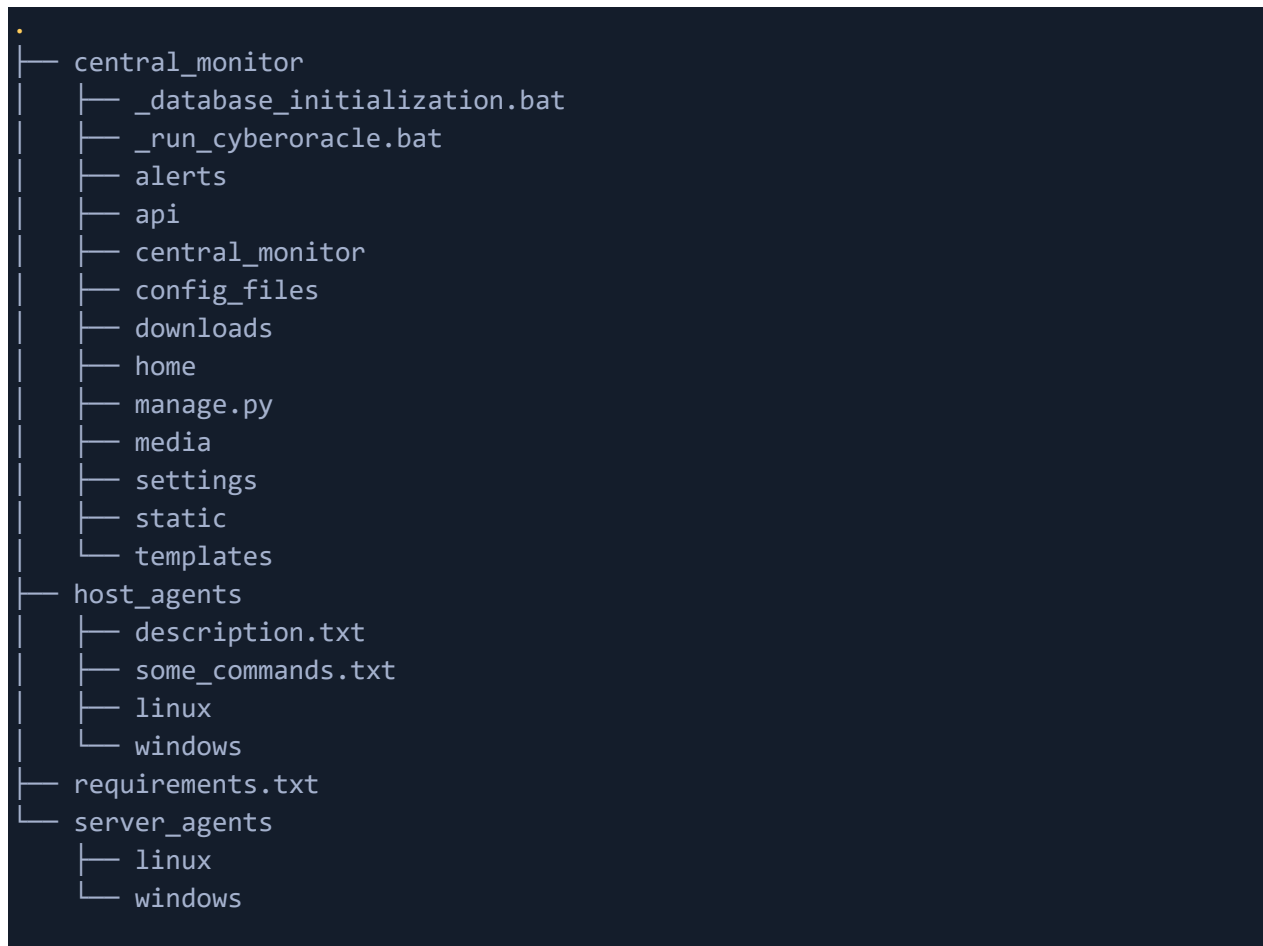 .
├── central_monitor
│   ├── _database_initialization.bat
│   ├── _run_cyberoracle.bat
│   ├── alerts
│   ├── api
│   ├── central_monitor
│   ├── config_files
│   ├── downloads
│   ├── home
│   ├── manage.py
│   ├── media
│   ├── settings
│   ├── static
│   └── templates
├── host_agents
│   ├── description.txt
│   ├── some_commands.txt
│   ├── linux
│   └── windows
├── requirements.txt
└── server_agents
    ├── linux
    └── windows